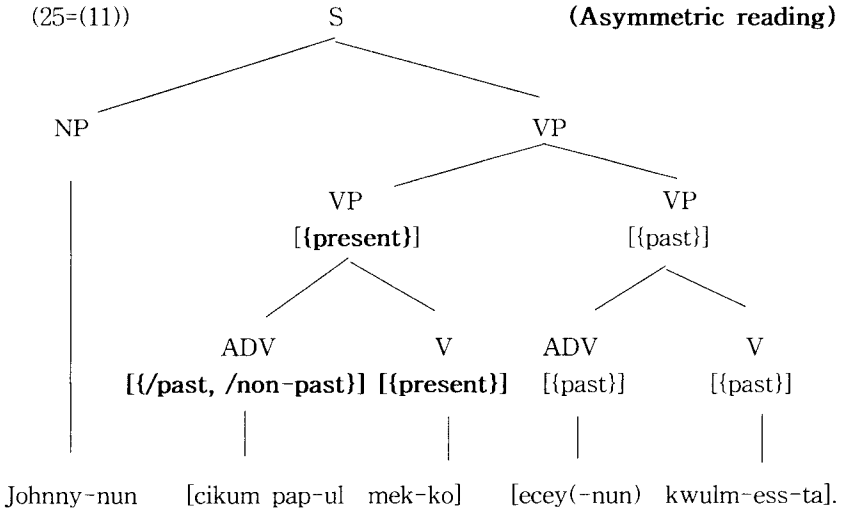 (25=(11)) S (Asymmetric reading)
NP VP
VP VP
[{present}] [{past}]
ADV V ADV V
[{/past, /non-past}] [{present}] [{past}] [{past}]
Johnny-nun [cikum pap-ul mek-ko] [ecey(-nun) kwulm-ess-ta].